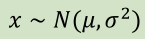 x ~ N(μ, σ²)